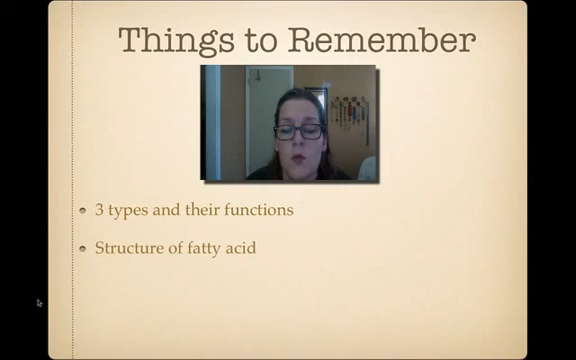 Things to Remember
3 types and their functions
Structure of fatty acid